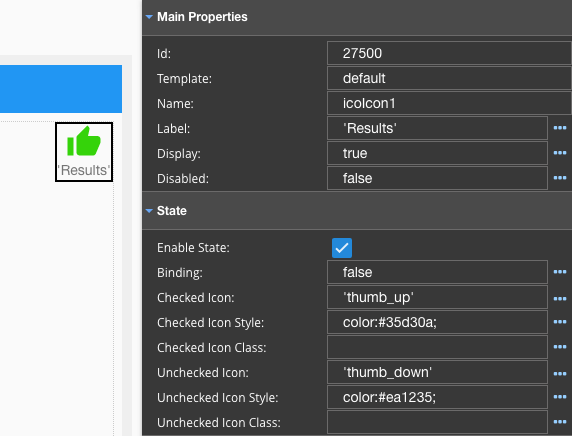 Main Properties
Id: 27500
Template: default
Name: icoIcon1
Label: 'Results'
Display: true
Disabled: false
'Results'
State
Enable State:
Binding: false
Checked Icon: 'thumb_up'
Checked Icon Style: color:#35d30a;
Checked Icon Class:
Unchecked Icon: 'thumb_down'
Unchecked Icon Style: color:#ea1235;
Unchecked Icon Class: